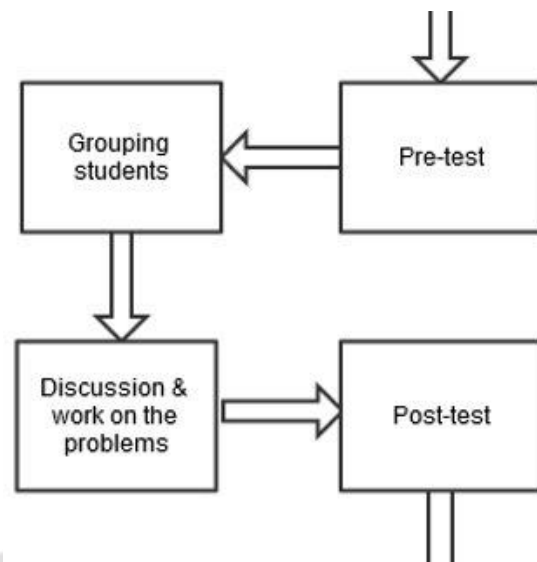 Pre-test
Grouping
students
Discussion &
work on the
problems
Post-test